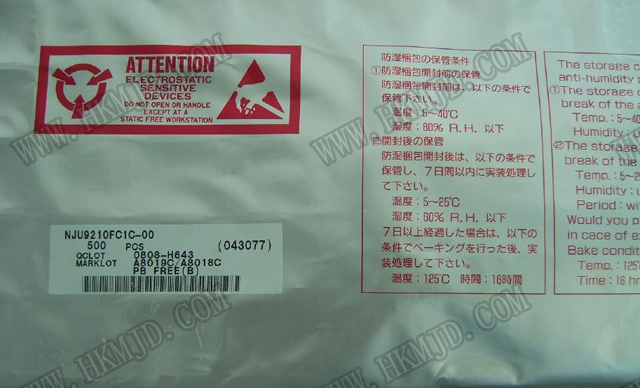 ATTENTION
ELECTROSTATIC
SENSITIVE
DEVICES
DO NOT OPEN OR HANDLE
EXCEPT AT A
STATIC FREE WORKSTATION
NJU9210FC1C-00
500 PCS (043077)
QCLOT 0808-H643
MARKLOT A8019C/A8018C
PB FREE(B)
防湿梱包の保管条件
①防湿梱包開封前の保管
防湿梱包開封前は、以下の条件で
保管下さい。
温度：5～40℃
湿度：80% R.H. 以下
②開封後の保管
防湿梱包開封後は、以下の条件で
保管し、7日間以内に実装処理し
て下さい。
温度：5～25℃
湿度：60% R.H. 以下
7日以上経過した場合は、以下の
条件でベーキングを行った後、実
装処理して下さい。
温度：125℃ 時間：16時間
The storage c
anti-humidity
①The storage c
break of the
Temp.：5~4
Humidity
②The storage
break of the
Temp.：5~2
Humidity：
Period：wi
Would you p
in case of e
Bake condit
Temp.：125°
Time：16 hr
WWW.HKMJD.COM